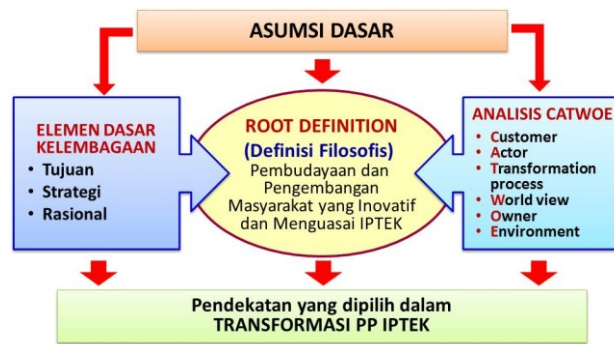 ASUMSI DASAR
ELEMEN DASAR
KELEMBAGAAN
• Tujuan
• Strategi
• Rasional
ROOT DEFINITION
(Definisi Filosofis)
Pembudayaan dan
Pengembangan
Masyarakat yang Inovatif
dan Menguasai IPTEK
ANALISIS CATWOE
• Customer
• Actor
• Transformation
process
• World view
• Owner
• Environment
Pendekatan yang dipilih dalam
TRANSFORMASI PP IPTEK